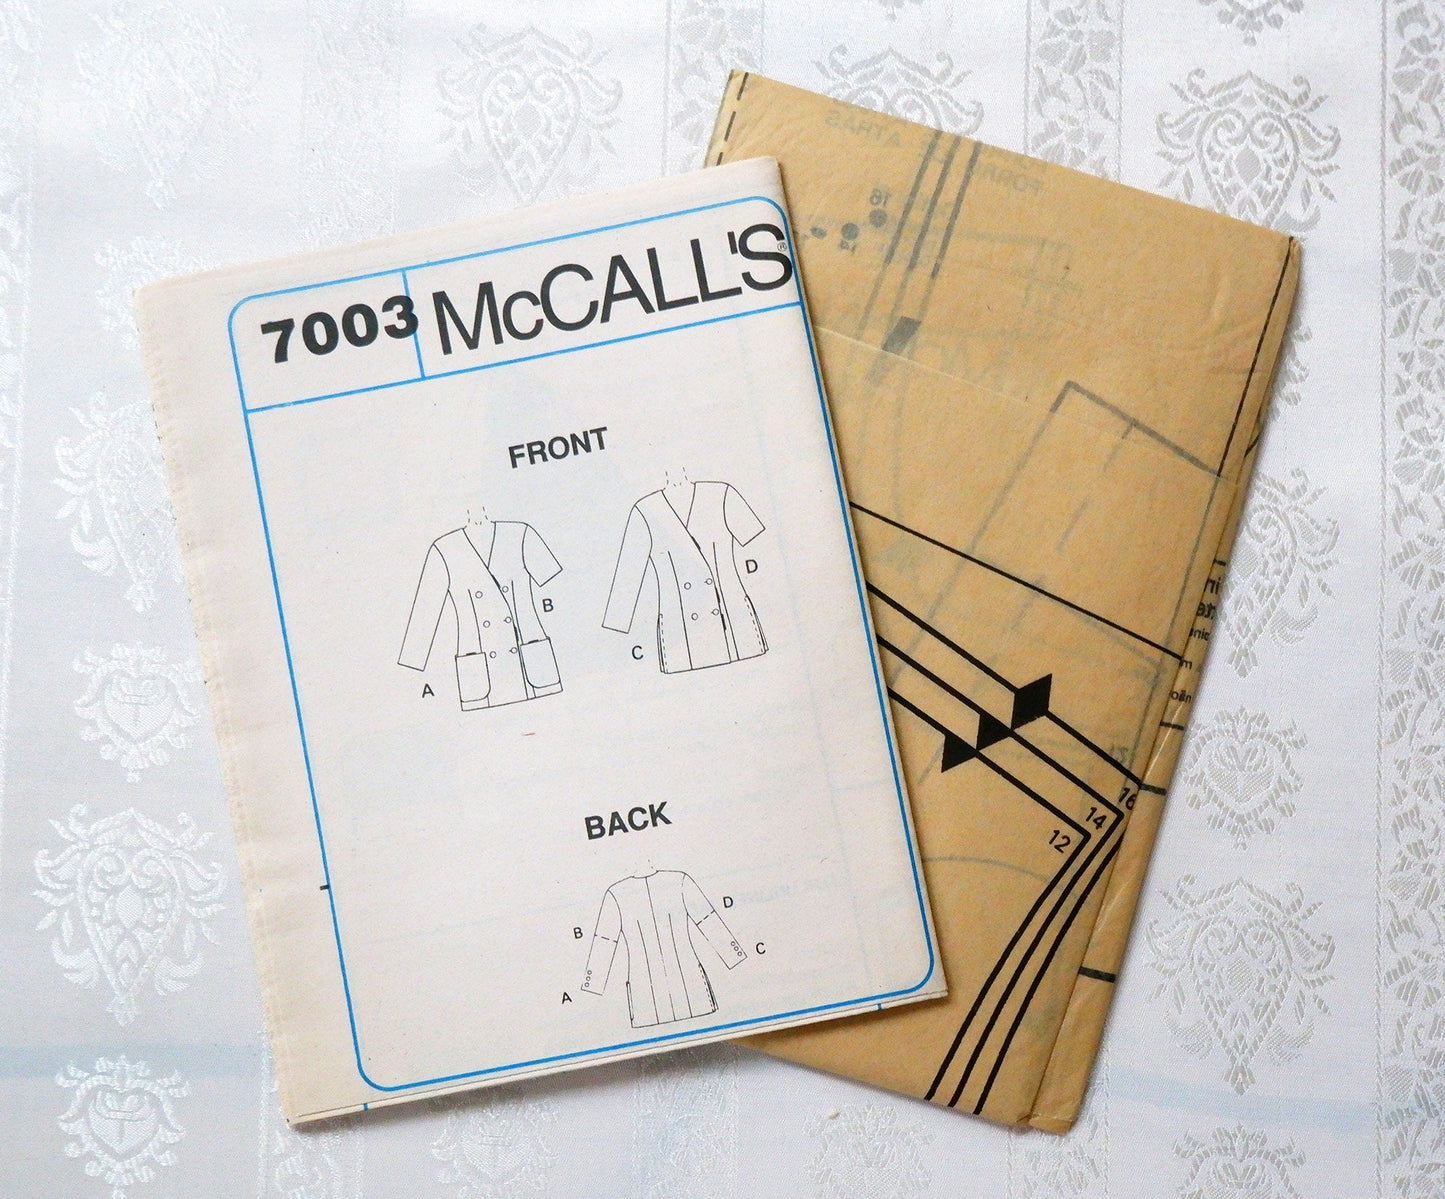 7003 McCALL'S®
FRONT
D
B
C
A
BACK
D
B
C
A
ATRAS
16
14
16
14
12